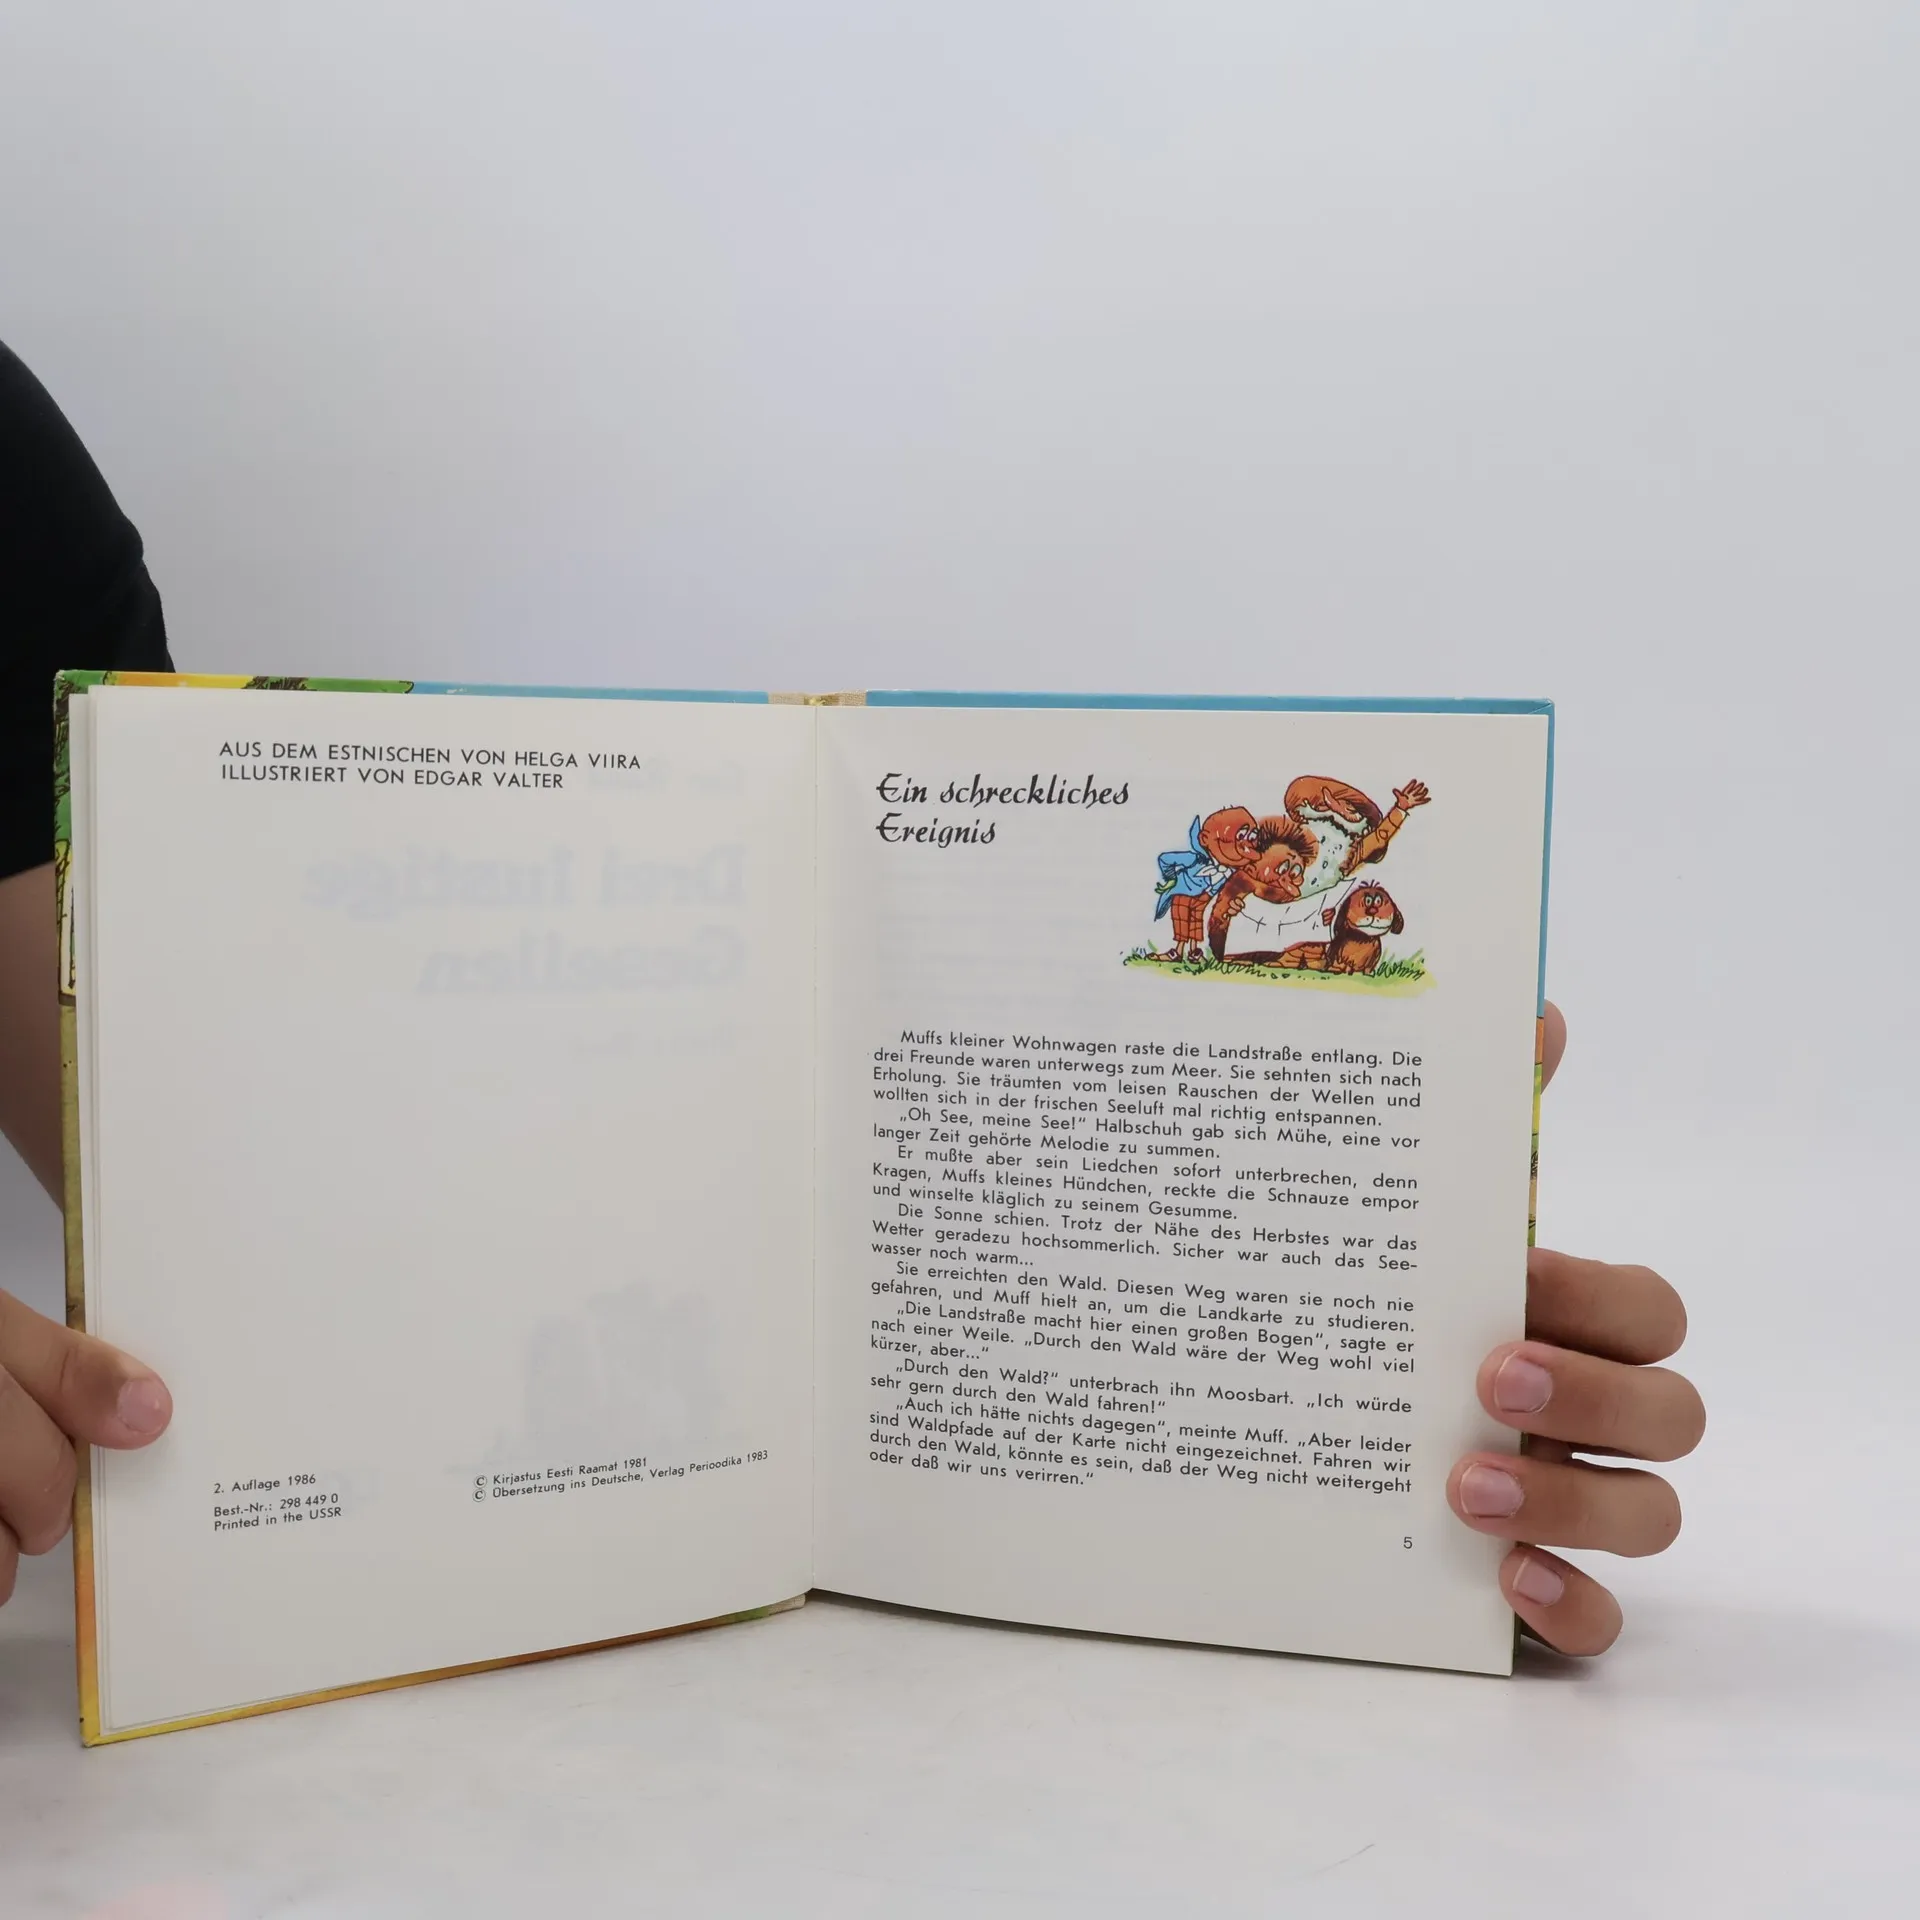 AUS DEM ESTNISCHEN VON HELGA VIIRA
ILLUSTRIERT VON EDGAR VALTER
2. Auflage 1986
Best.-Nr.: 298 449 0
Printed in the USSR
© Kirjastus Eesti Raamat 1981
© Übersetzung ins Deutsche, Verlag Perioodika 1983
Ein schreckliches
Ereignis
Muffs kleiner Wohnwagen raste die Landstraße entlang. Die
drei Freunde waren unterwegs zum Meer. Sie sehnten sich nach
Erholung. Sie träumten vom leisen Rauschen der Wellen und
wollten sich in der frischen Seeluft mal richtig entspannen.
„Oh See, meine See!“ Halbschuh gab sich Mühe, eine vor
langer Zeit gehörte Melodie zu summen.
Er mußte aber sein Liedchen sofort unterbrechen, denn
Kragen, Muffs kleines Hündchen, reckte die Schnauze empor
und winselte kläglich zu seinem Gesumme.
Die Sonne schien. Trotz der Nähe des Herbstes war das
Wetter geradezu hochsommerlich. Sicher war auch das See-
wasser noch warm...
Sie erreichten den Wald. Diesen Weg waren sie noch nie
gefahren, und Muff hielt an, um die Landkarte zu studieren.
„Die Landstraße macht hier einen großen Bogen“, sagte er
nach einer Weile. „Durch den Wald wäre der Weg wohl viel
kürzer, aber...“
„Durch den Wald?“ unterbrach ihn Moosbart. „Ich würde
sehr gern durch den Wald fahren!“
„Auch ich hätte nichts dagegen“, meinte Muff. „Aber leider
sind Waldpfade auf der Karte nicht eingezeichnet. Fahren wir
durch den Wald, könnte es sein, daß der Weg nicht weitergeht
oder daß wir uns verirren.“
5